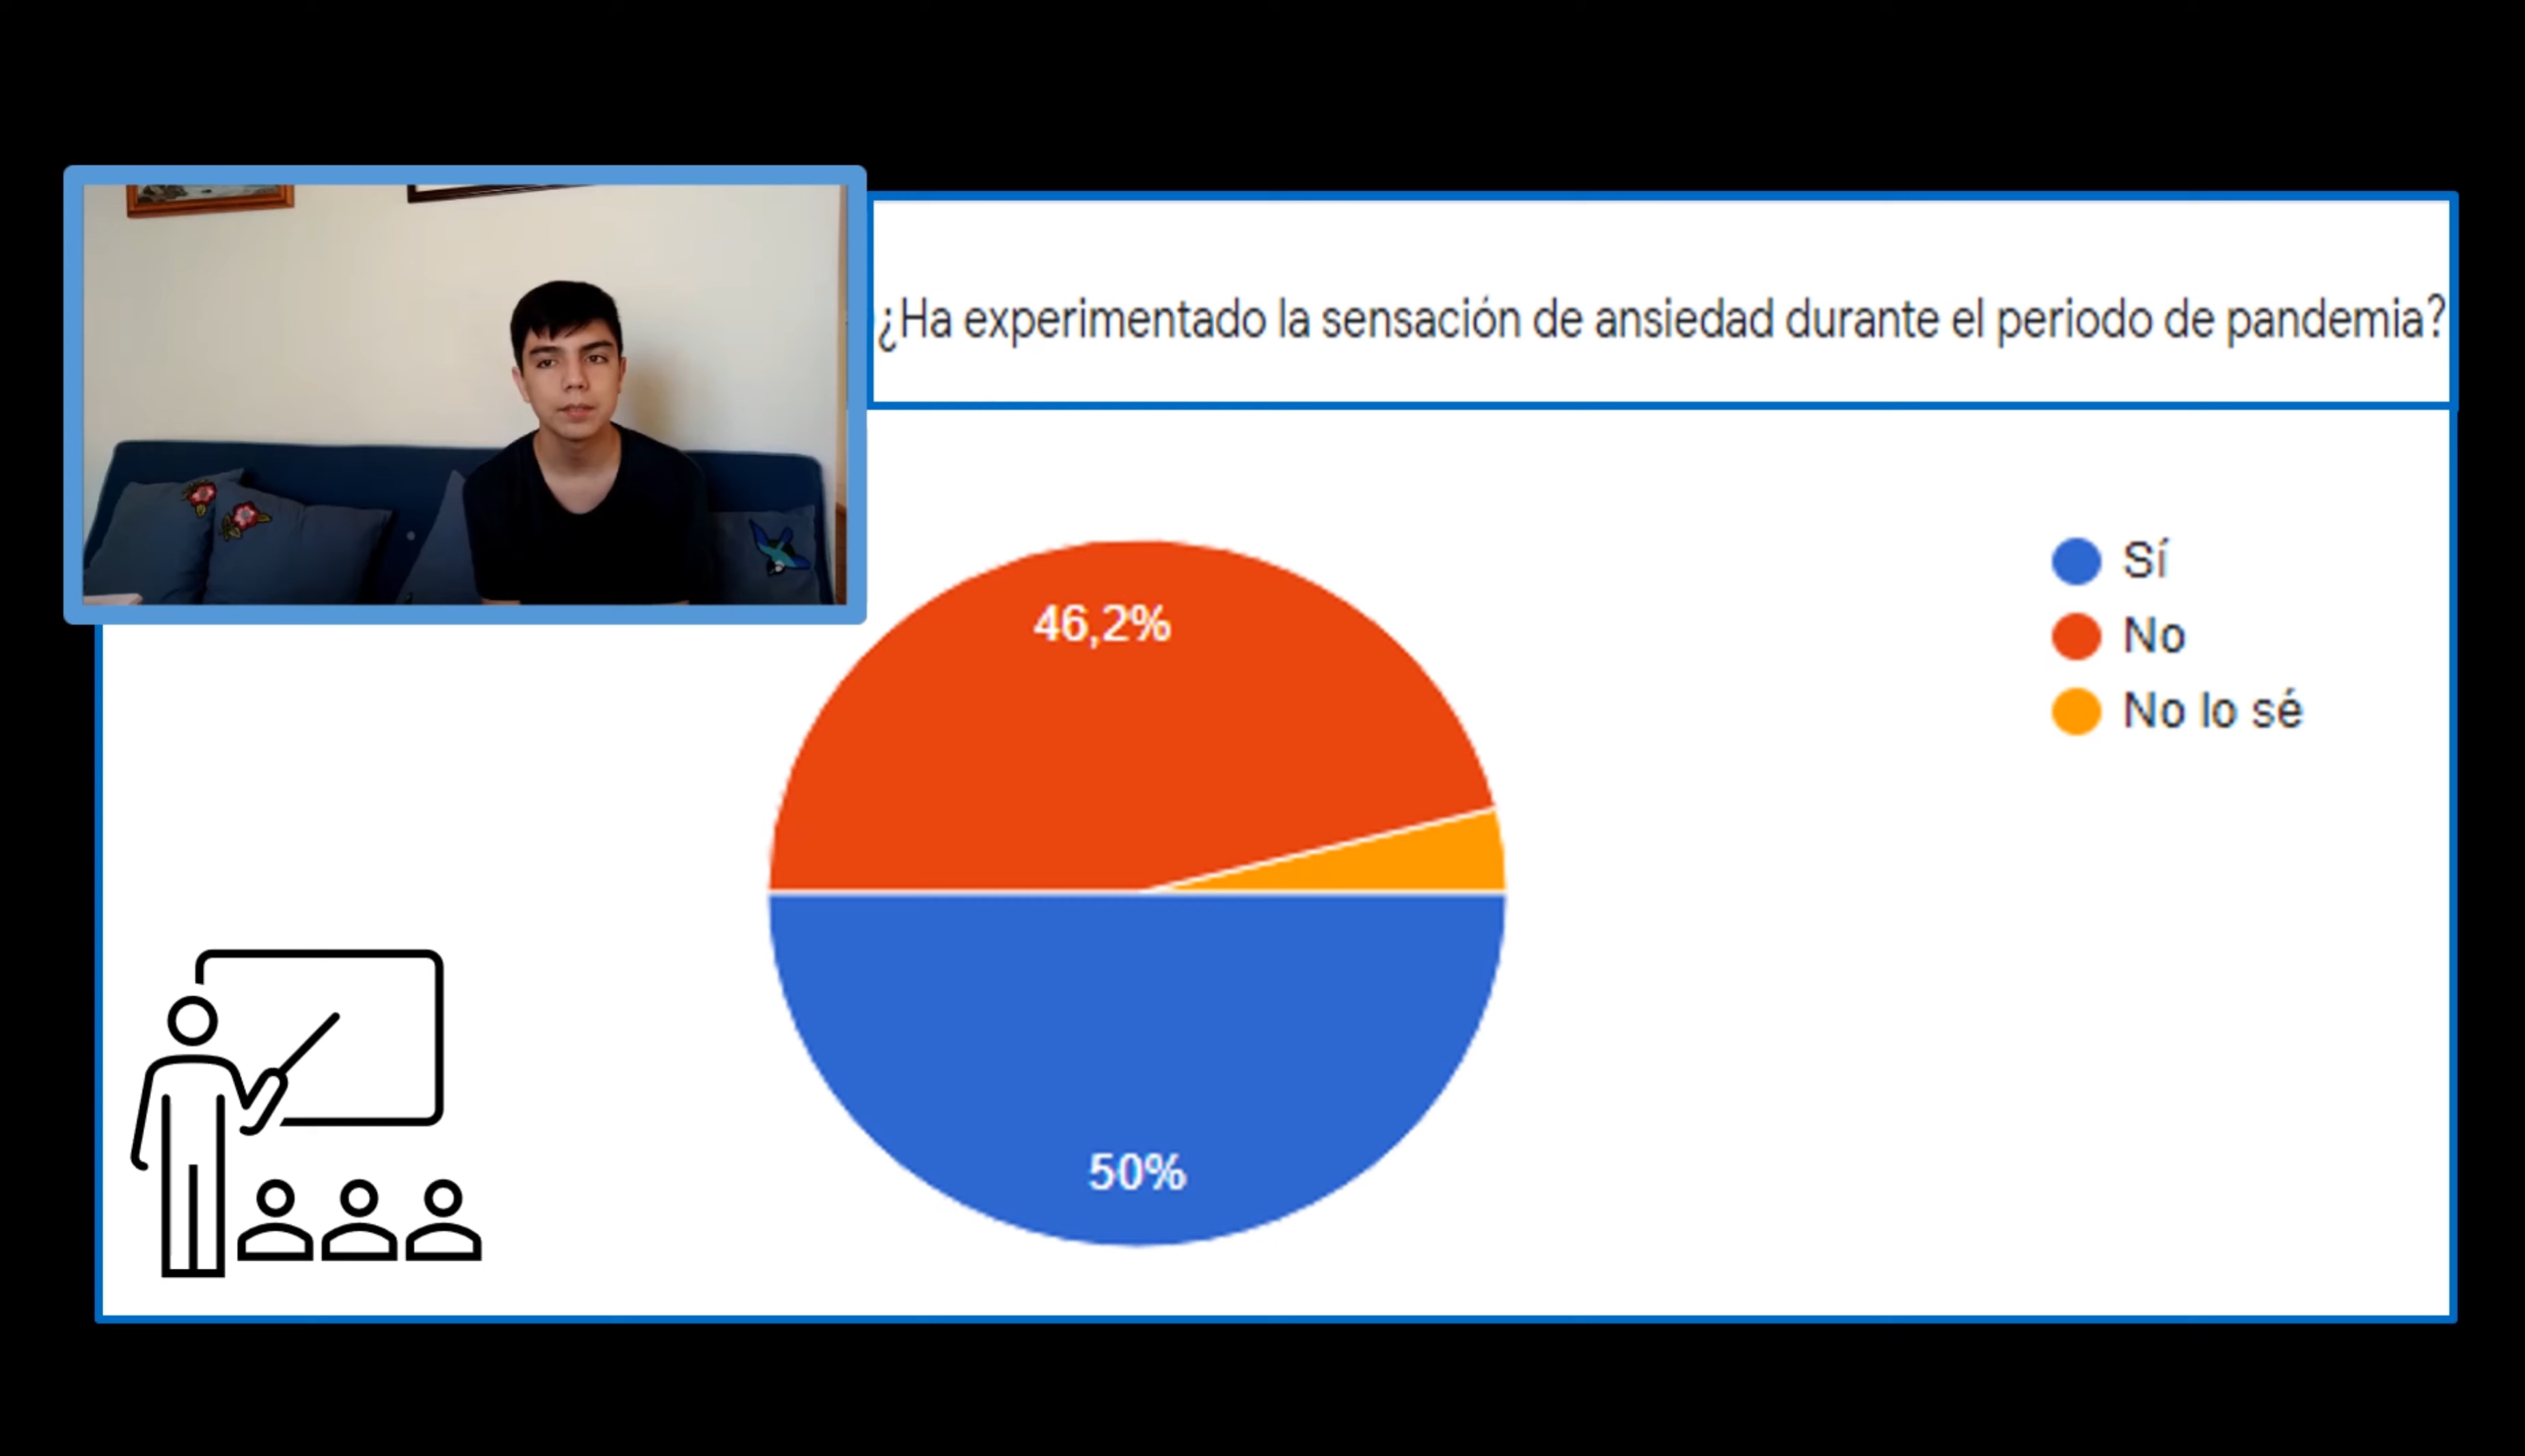 ¿Ha experimentado la sensación de ansiedad durante el periodo de pandemia?
Sí
No
No lo sé
46,2%
50%